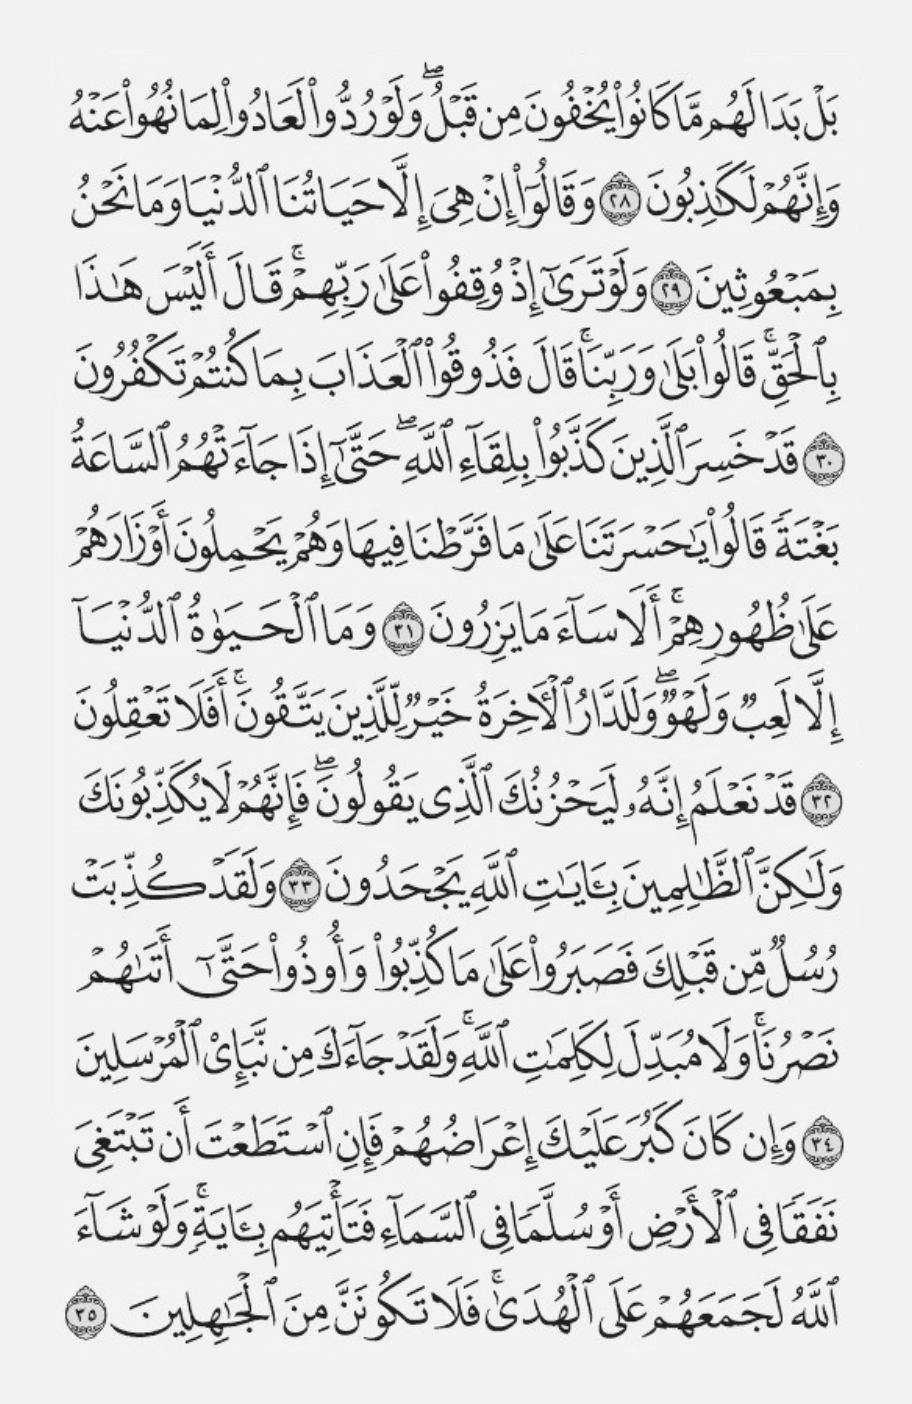 بَلْ بَدَا لَهُم مَّا كَانُوا۟ يُخْفُونَ مِن قَبْلُ ۖ وَلَوْ رُدُّوا۟ لَعَادُوا۟ لِمَا نُهُوا۟ عَنْهُ
وَإِنَّهُمْ لَكَـٰذِبُونَ ٢٨ وَقَالُوٓا۟ إِنْ هِىَ إِلَّا حَيَاتُنَا ٱلدُّنْيَا وَمَا نَحْنُ
بِمَبْعُوثِينَ ٢٩ وَلَوْ تَرَىٰٓ إِذْ وُقِفُوا۟ عَلَىٰ رَبِّهِمْ ۚ قَالَ أَلَيْسَ هَـٰذَا
بِٱلْحَقِّ ۚ قَالُوا۟ بَلَىٰ وَرَبِّنَا ۚ قَالَ فَذُوقُوا۟ ٱلْعَذَابَ بِمَا كُنتُمْ تَكْفُرُونَ
٣٠ قَدْ خَسِرَ ٱلَّذِينَ كَذَّبُوا۟ بِلِقَآءِ ٱللَّهِ ۖ حَتَّىٰٓ إِذَا جَآءَتْهُمُ ٱلسَّاعَةُ
بَغْتَةً قَالُوا۟ يَـٰحَسْرَتَنَا عَلَىٰ مَا فَرَّطْنَا فِيهَا وَهُمْ يَحْمِلُونَ أَوْزَارَهُمْ
عَلَىٰ ظُهُورِهِمْ ۚ أَلَا سَآءَ مَا يَزِرُونَ ٣١ وَمَا ٱلْحَيَوٰةُ ٱلدُّنْيَآ
إِلَّا لَعِبٌ وَلَهْوٌ ۖ وَلَلدَّارُ ٱلْـَٔاخِرَةُ خَيْرٌ لِّلَّذِينَ يَتَّقُونَ ۗ أَفَلَا تَعْقِلُونَ
٣٢ قَدْ نَعْلَمُ إِنَّهُۥ لَيَحْزُنُكَ ٱلَّذِى يَقُولُونَ ۖ فَإِنَّهُمْ لَا يُكَذِّبُونَكَ
وَلَـٰكِنَّ ٱلظَّـٰلِمِينَ بِـَٔايَـٰتِ ٱللَّهِ يَجْحَدُونَ ٣٣ وَلَقَدْ كُذِّبَتْ
رُسُلٌ مِّن قَبْلِكَ فَصَبَرُوا۟ عَلَىٰ مَا كُذِّبُوا۟ وَأُوذُوا۟ حَتَّىٰٓ أَتَىٰهُمْ
نَصْرُنَا ۚ وَلَا مُبَدِّلَ لِكَلِمَـٰتِ ٱللَّهِ ۚ وَلَقَدْ جَآءَكَ مِن نَّبَإِى۟ ٱلْمُرْسَلِينَ
٣٤ وَإِن كَانَ كَبُرَ عَلَيْكَ إِعْرَاضُهُمْ فَإِنِ ٱسْتَطَعْتَ أَن تَبْتَغِىَ
نَفَقًا فِى ٱلْأَرْضِ أَوْ سُلَّمًا فِى ٱلسَّمَآءِ فَتَأْتِيَهُم بِـَٔايَةٍ ۚ وَلَوْ شَآءَ
ٱللَّهُ لَجَمَعَهُمْ عَلَى ٱلْهُدَىٰ ۚ فَلَا تَكُونَنَّ مِنَ ٱلْجَـٰهِلِينَ ٣٥